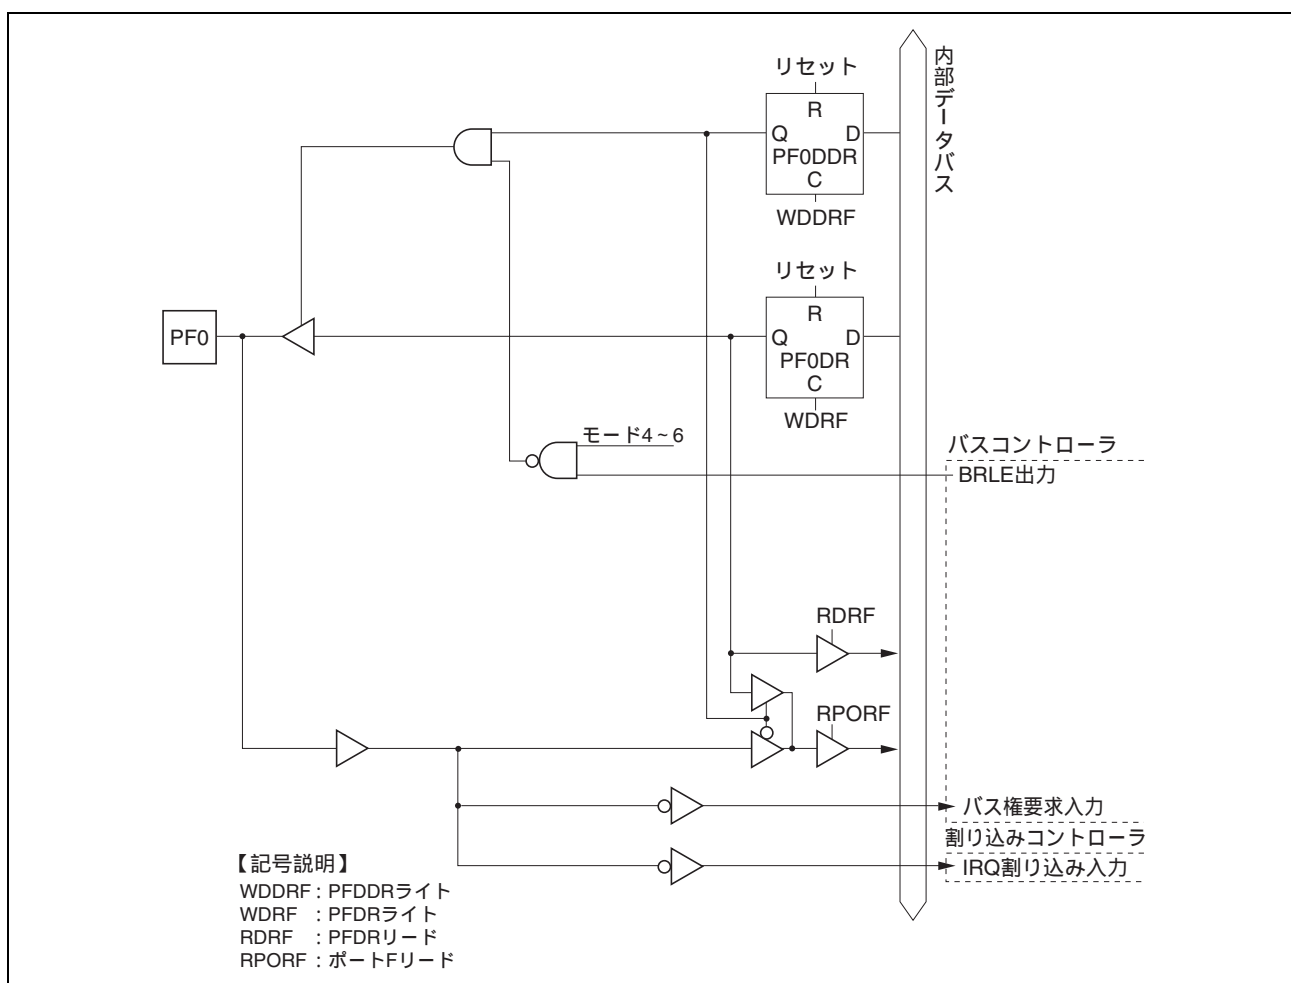 リセット
R
Q D
PF0DDR
C
WDDRF
内部データバス
リセット
R
Q D
PF0DR
C
WDRF
PF0
モード4~6
バスコントローラ
BRLE出力
RDRF
RPORF
バス権要求入力
割り込みコントローラ
IRQ割り込み入力
【記号説明】
WDDRF : PFDDRライト
WDRF : PFDRライト
RDRF : PFDRリード
RPORF : ポートFリード